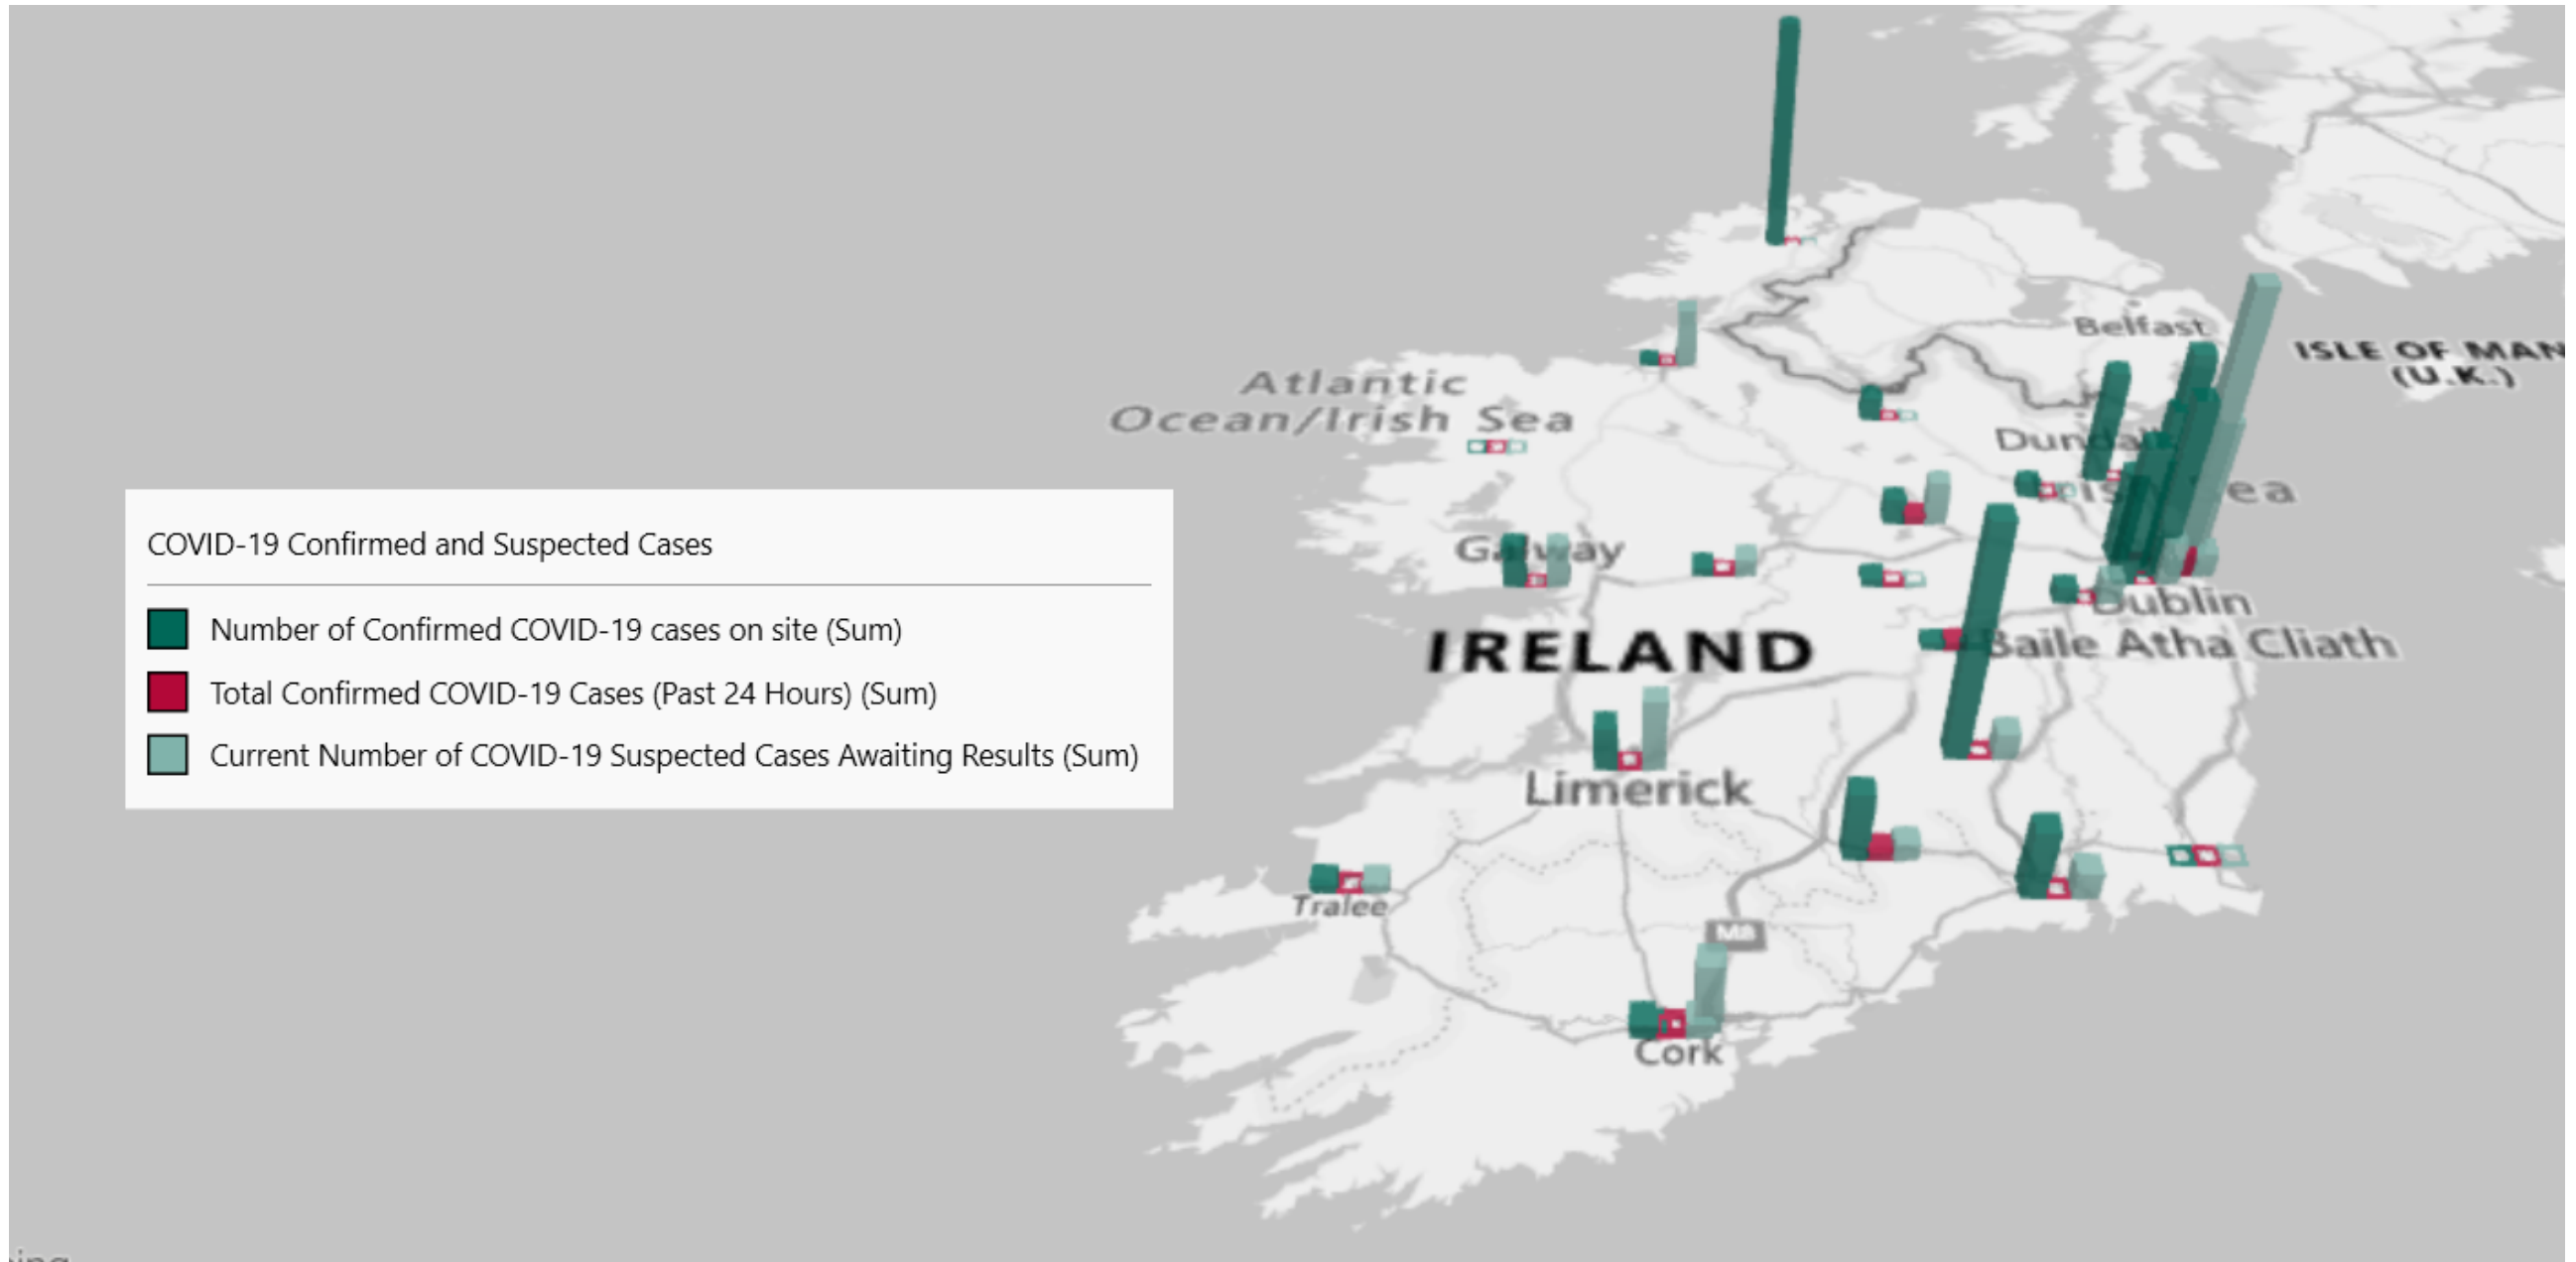 Belfast
ISLE OF MAN
(U.K.)
Atlantic
Ocean/Irish Sea
Dundalk
Galway
COVID-19 Confirmed and Suspected Cases
Number of Confirmed COVID-19 cases on site (Sum)
Total Confirmed COVID-19 Cases (Past 24 Hours) (Sum)
Current Number of COVID-19 Suspected Cases Awaiting Results (Sum)
Dublin
Baile Atha Cliath
IRELAND
Limerick
Tralee
M8
Cork